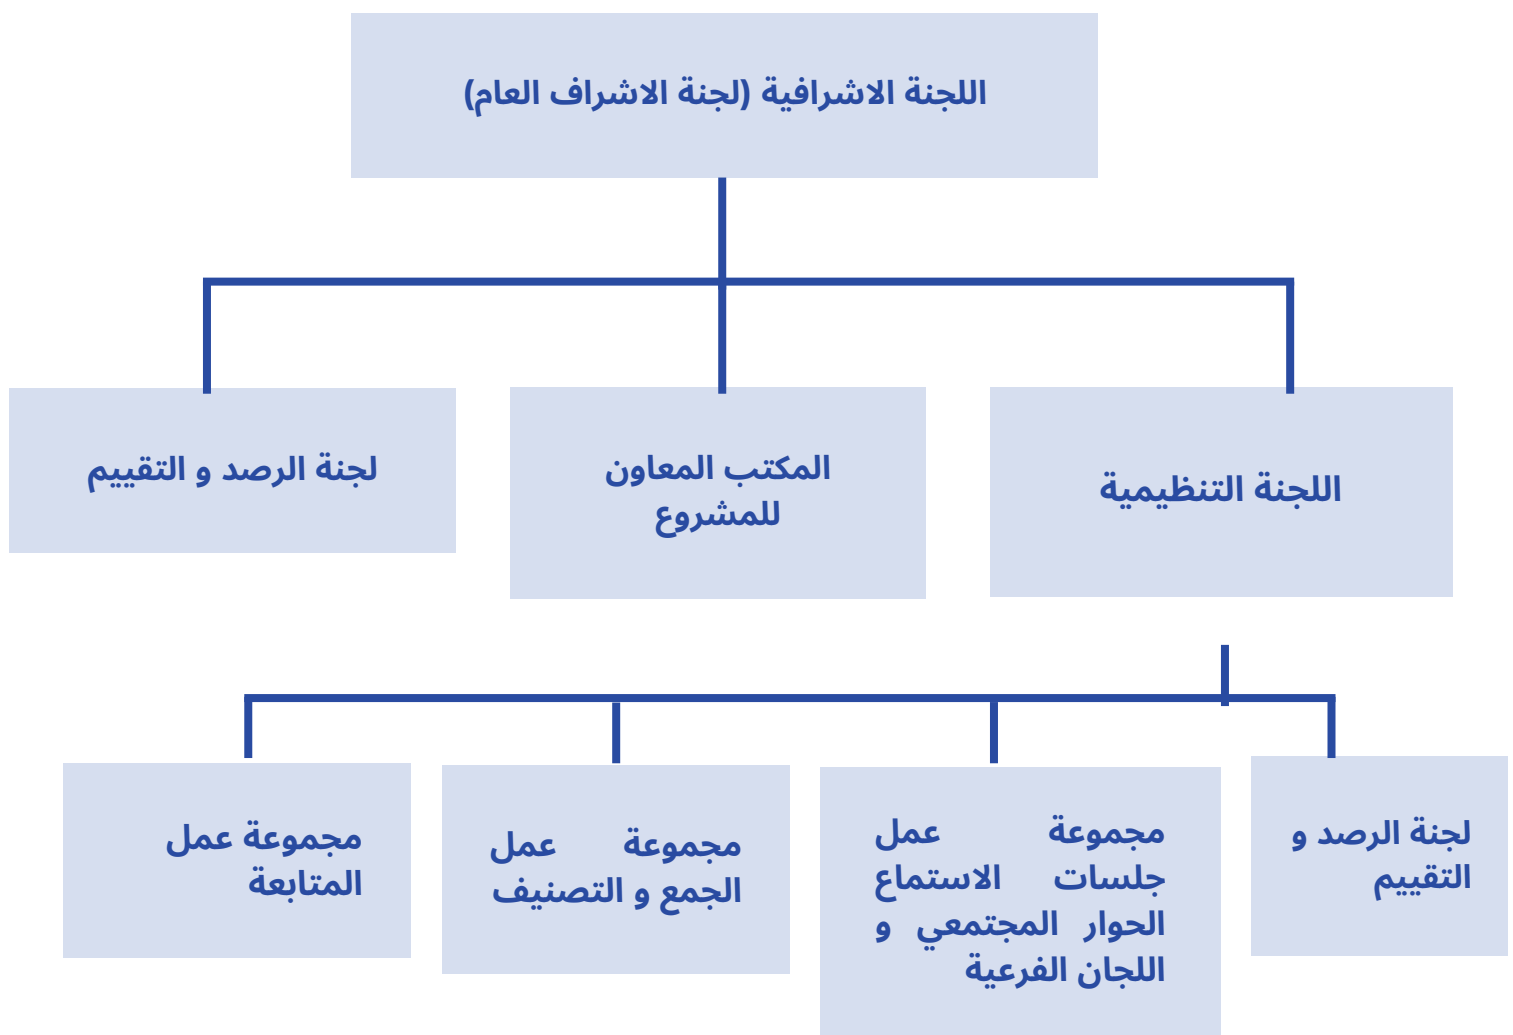 اللجنة الاشرافية (لجنة الاشراف العام)
اللجنة التنظيمية
المكتب المعاون
للمشروع
لجنة الرصد و التقييم
لجنة الرصد و
التقييم
مجموعة عمل
جلسات الاستماع
الحوار المجتمعي و
اللجان الفرعية
مجموعة عمل
الجمع و التصنيف
مجموعة عمل
المتابعة